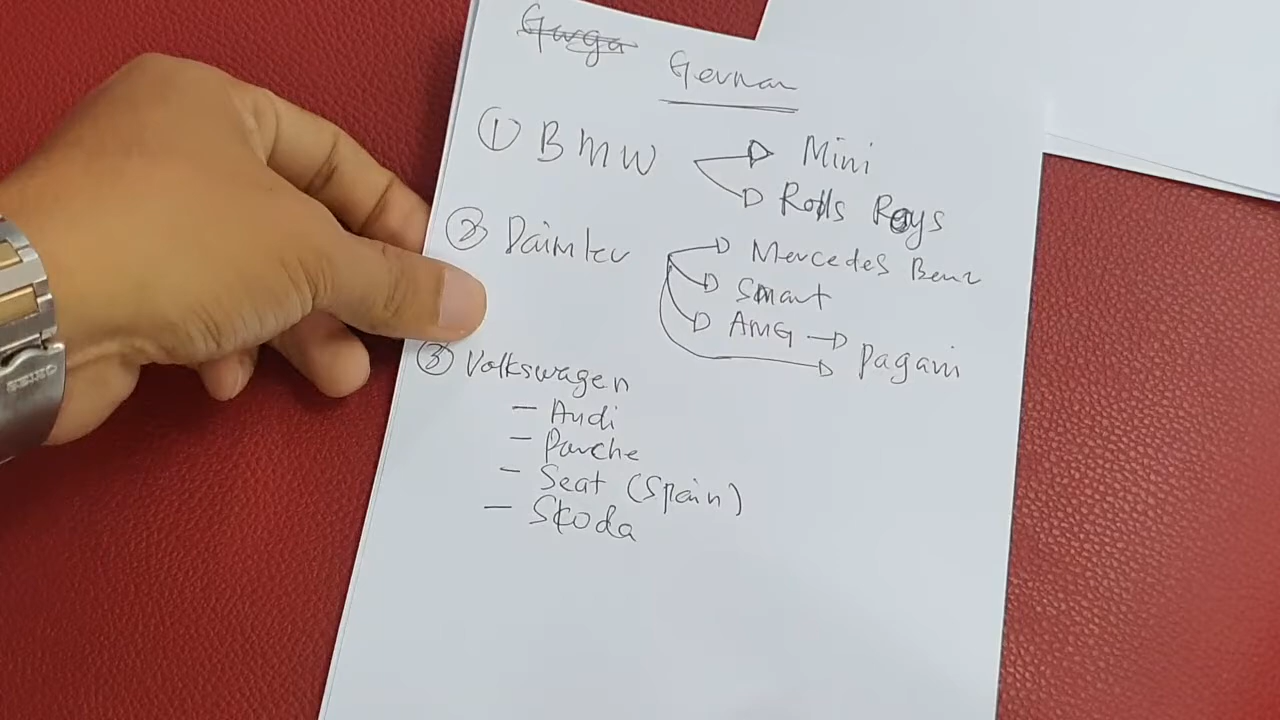 German
① BMW Mini
Rolls Roys
② Daimler Mercedes Benz
Smart
AMG
pagani
③ Volkswagen
- Audi
- Porche
- Seat (Spain)
- Skoda